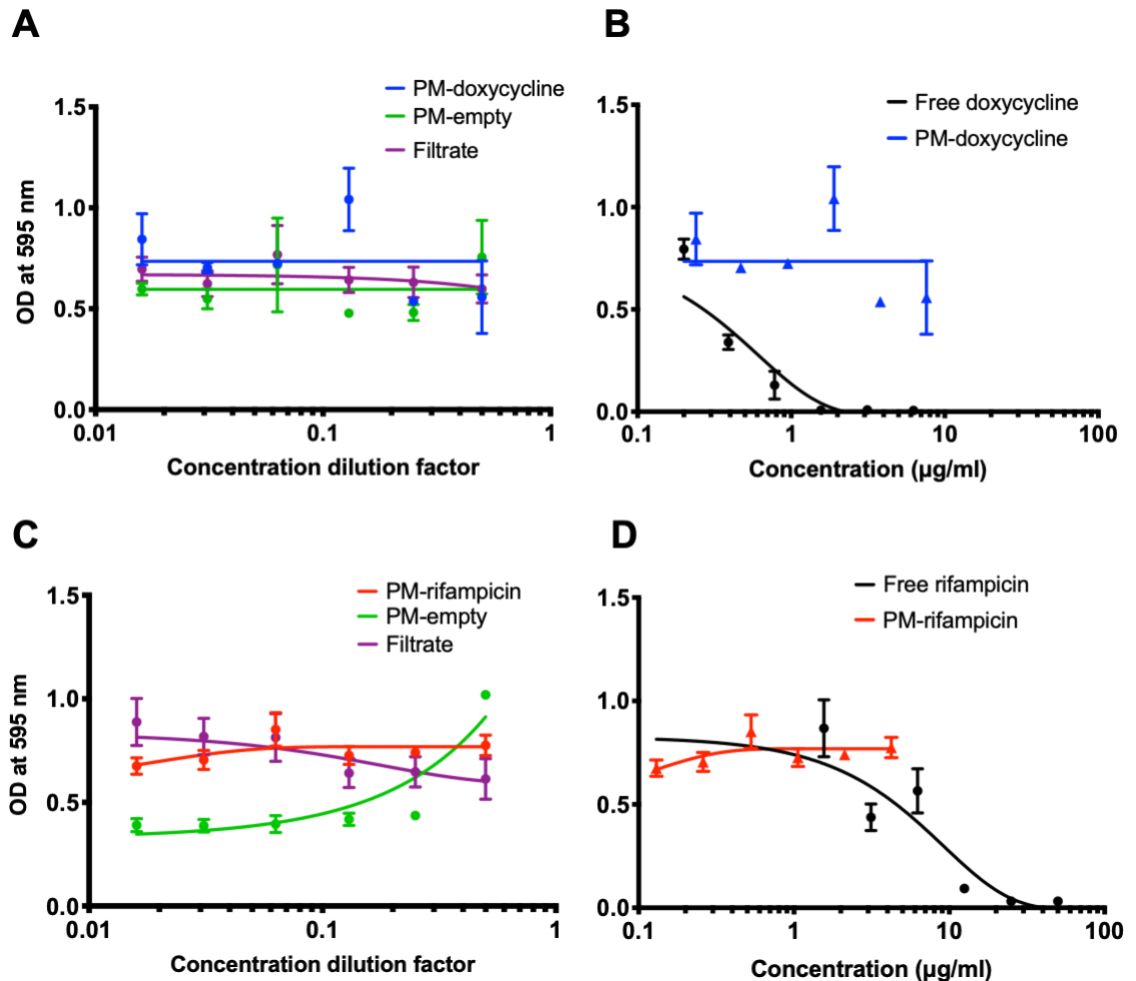 A
PM-doxycycline
PM-empty
Filtrate
1.5
1.0
0.5
0.0
OD at 595 nm
0.01
0.1
1
Concentration dilution factor
B
Free doxycycline
PM-doxycycline
1.5
1.0
0.5
0.0
0.1
1
10
100
Concentration (µg/ml)
C
PM-rifampicin
PM-empty
Filtrate
1.5
1.0
0.5
0.0
OD at 595 nm
0.01
0.1
1
Concentration dilution factor
D
Free rifampicin
PM-rifampicin
1.5
1.0
0.5
0.0
0.1
1
10
100
Concentration (µg/ml)